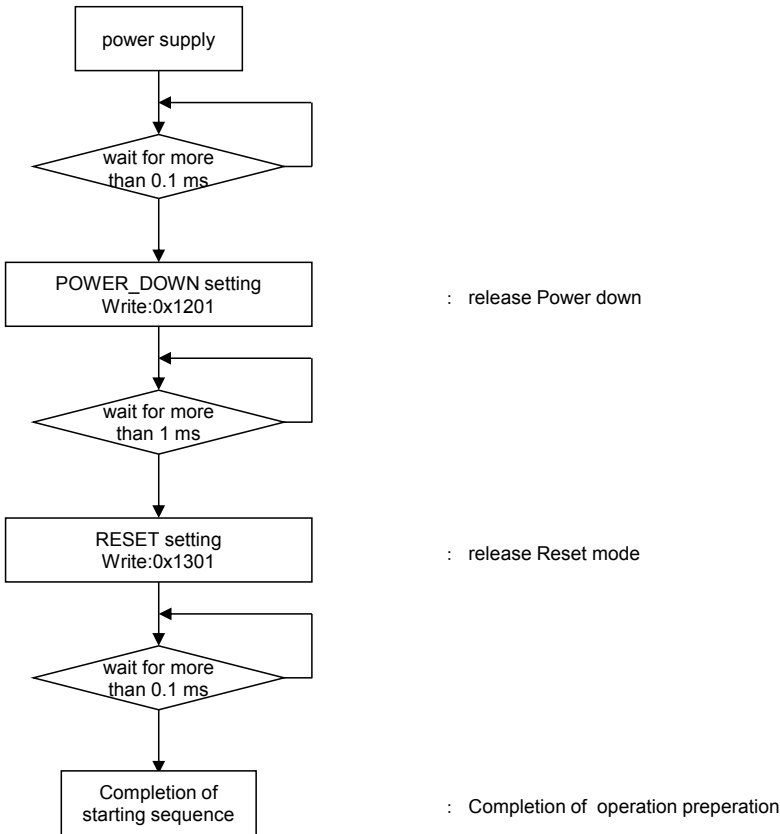 power supply
wait for more
than 0.1 ms
POWER_DOWN setting
Write:0x1201
: release Power down
wait for more
than 1 ms
RESET setting
Write:0x1301
: release Reset mode
wait for more
than 0.1 ms
Completion of
starting sequence
: Completion of operation preperation